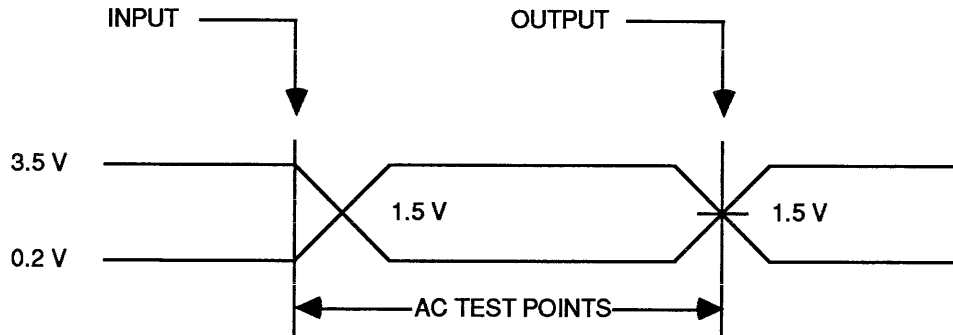 INPUT
OUTPUT
3.5 V
1.5 V
1.5 V
0.2 V
AC TEST POINTS